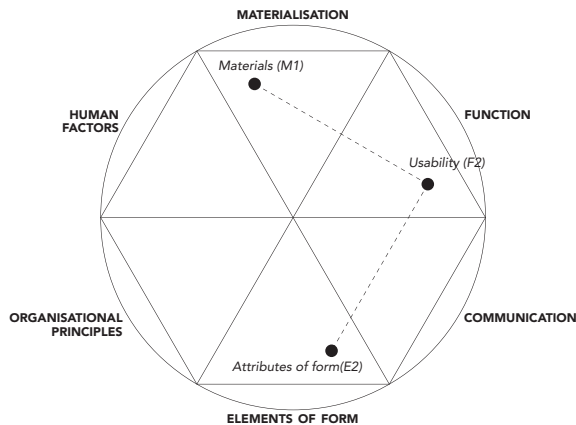 MATERIALISATION
Materials (M1)
HUMAN
FACTORS
FUNCTION
Usability (F2)
ORGANISATIONAL
PRINCIPLES
COMMUNICATION
Attributes of form(E2)
ELEMENTS OF FORM